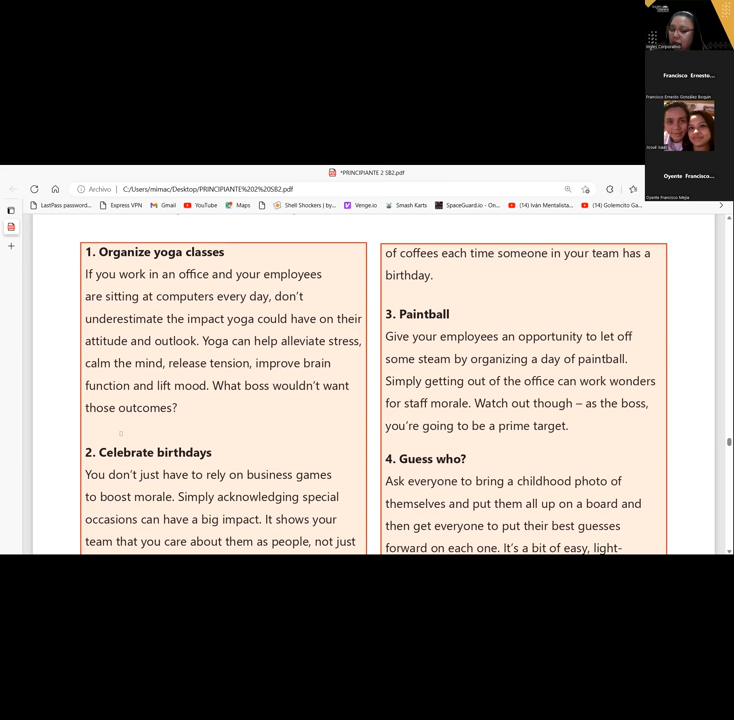 Inglés Corporativo
Francisco Ernesto...
Francisco Ernesto González Boquin
Josué Isaac
Oyente Francisco...
Oyente Francisco Mejia
*PRINCIPIANTE 2 SB2.pdf
Archivo
C:/Users/mimac/Desktop/PRINCIPIANTE%202%20SB2.pdf
LastPass password...
Express VPN
Gmail
YouTube
Maps
Shell Shockers | by...
Venge.io
Smash Karts
SpaceGuard.io - On...
(14) Iván Mentalista...
(14) Golemcito Ga...
1. Organize yoga classes
If you work in an office and your employees
are sitting at computers every day, don't
underestimate the impact yoga could have on their
attitude and outlook. Yoga can help alleviate stress,
calm the mind, release tension, improve brain
function and lift mood. What boss wouldn't want
those outcomes?
2. Celebrate birthdays
You don't just have to rely on business games
to boost morale. Simply acknowledging special
occasions can have a big impact. It shows your
team that you care about them as people, not just
of coffees each time someone in your team has a
birthday.
3. Paintball
Give your employees an opportunity to let off
some steam by organizing a day of paintball.
Simply getting out of the office can work wonders
for staff morale. Watch out though – as the boss,
you're going to be a prime target.
4. Guess who?
Ask everyone to bring a childhood photo of
themselves and put them all up on a board and
then get everyone to put their best guesses
forward on each one. It's a bit of easy, light-